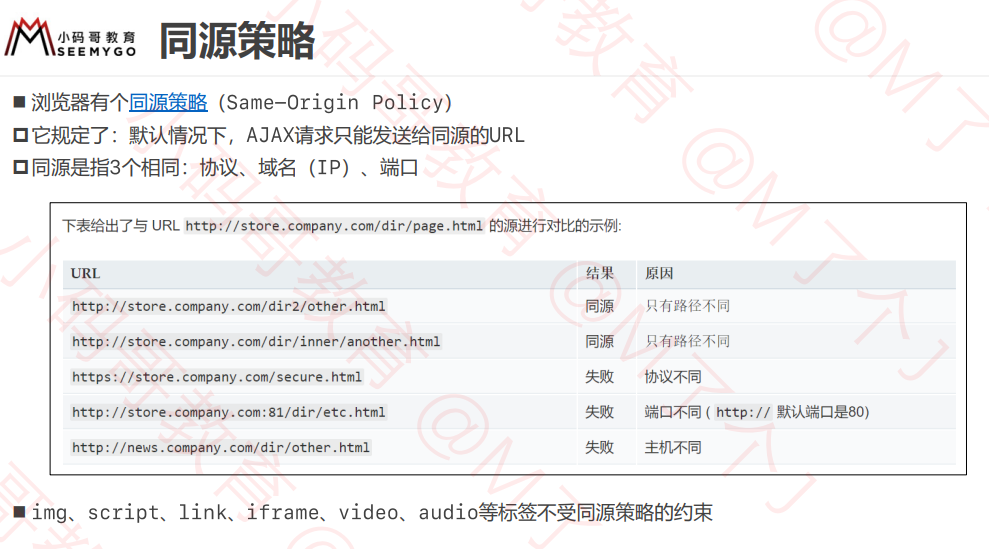 小码哥教育
SEEMYGO
同源策略
■ 浏览器有个同源策略（Same-Origin Policy）
它规定了：默认情况下，AJAX请求只能发送给同源的URL
同源是指3个相同：协议、域名（IP）、端口
下表给出了与 URL http://store.company.com/dir/page.html 的源进行对比的示例:
URL 结果 原因
http://store.company.com/dir2/other.html 同源 只有路径不同
http://store.company.com/dir/inner/another.html 同源 只有路径不同
https://store.company.com/secure.html 失败 协议不同
http://store.company.com:81/dir/etc.html 失败 端口不同 ( http:// 默认端口是80)
http://news.company.com/dir/other.html 失败 主机不同
■ img、script、link、iframe、video、audio等标签不受同源策略的约束